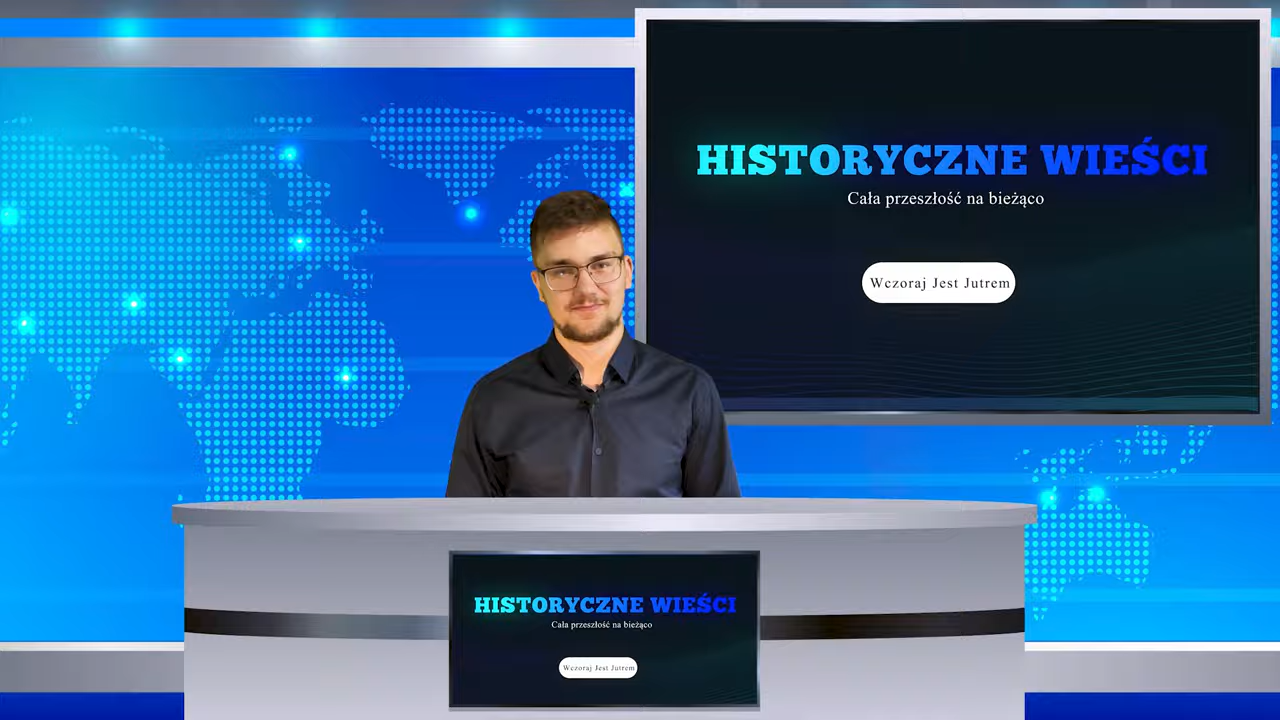 HISTORYCZNE WIEŚCI
Cała przeszłość na bieżąco
Wczoraj Jest Jutrem
HISTORYCZNE WIEŚCI
Cała przeszłość na bieżąco
Wczoraj Jest Jutrem